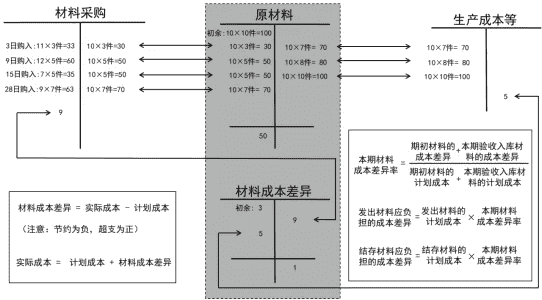 材料采购
原材料
生产成本等
初余:10×10件=100
3日购入:11×3件=33 10×3件=30
10×3件= 30 10×7件= 70
10×7件= 70
9日购入:12×5件=60 10×5件=50
10×5件= 50 10×8件= 80
10×8件= 80
15日购入:7×5件=35 10×5件=50
10×5件= 50 10×10件=100
10×10件=100
28日购入:9×7件=63 10×7件=70
10×7件= 70
5
9
50
本期材料成本差异率 = 期初材料的成本差异 + 本期验收入库材料的成本差异
期初材料的计划成本 + 本期验收入库材料的计划成本
发出材料应负担的成本差异 = 发出材料的计划成本 × 本期材料成本差异率
结存材料应负担的成本差异 = 结存材料的计划成本 × 本期材料成本差异率
材料成本差异
初余: 3
9
5
1
材料成本差异 = 实际成本 - 计划成本
(注意: 节约为负, 超支为正)
实际成本 = 计划成本 + 材料成本差异